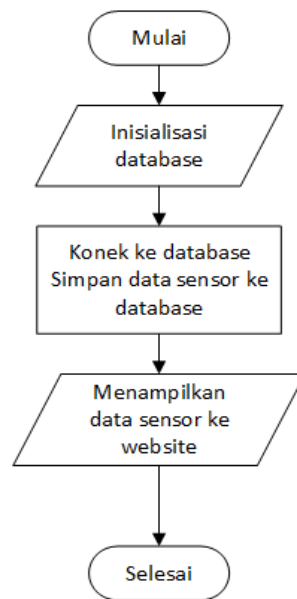 Mulai
Inisialisasi
database
Konek ke database
Simpan data sensor ke
database
Menampilkan
data sensor ke
website
Selesai